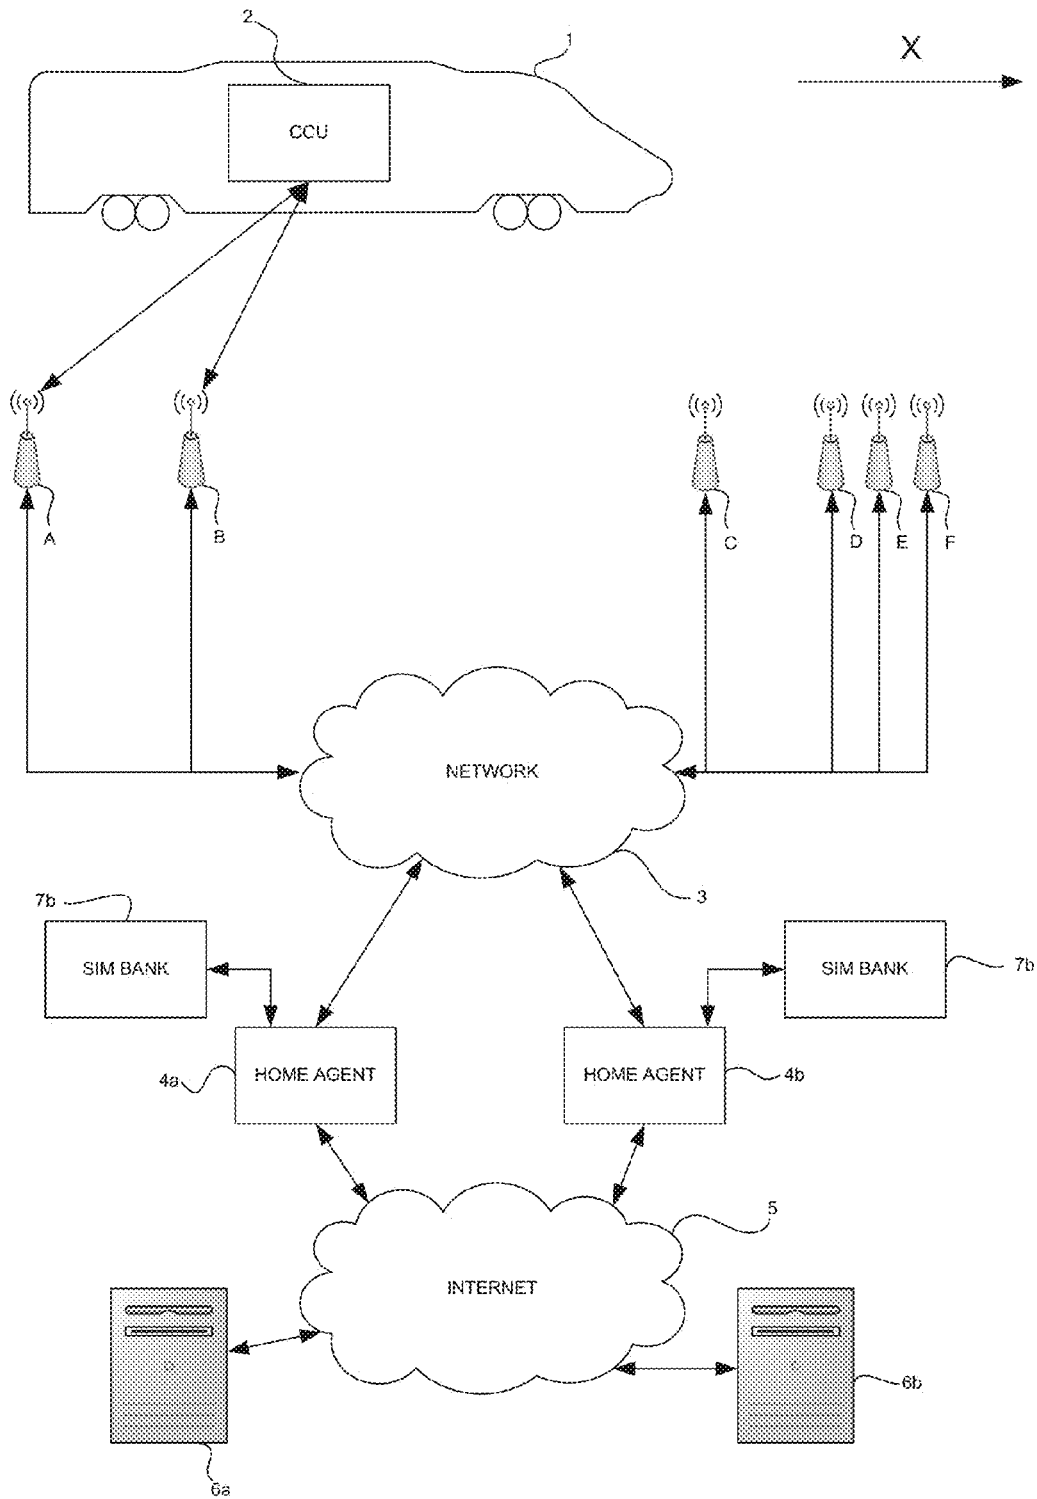 2
1
X
CCU
A
B
C
D
E
F
NETWORK
3
7b
SIM BANK
SIM BANK
7b
4a
HOME AGENT
HOME AGENT
4b
5
INTERNET
6b
6a